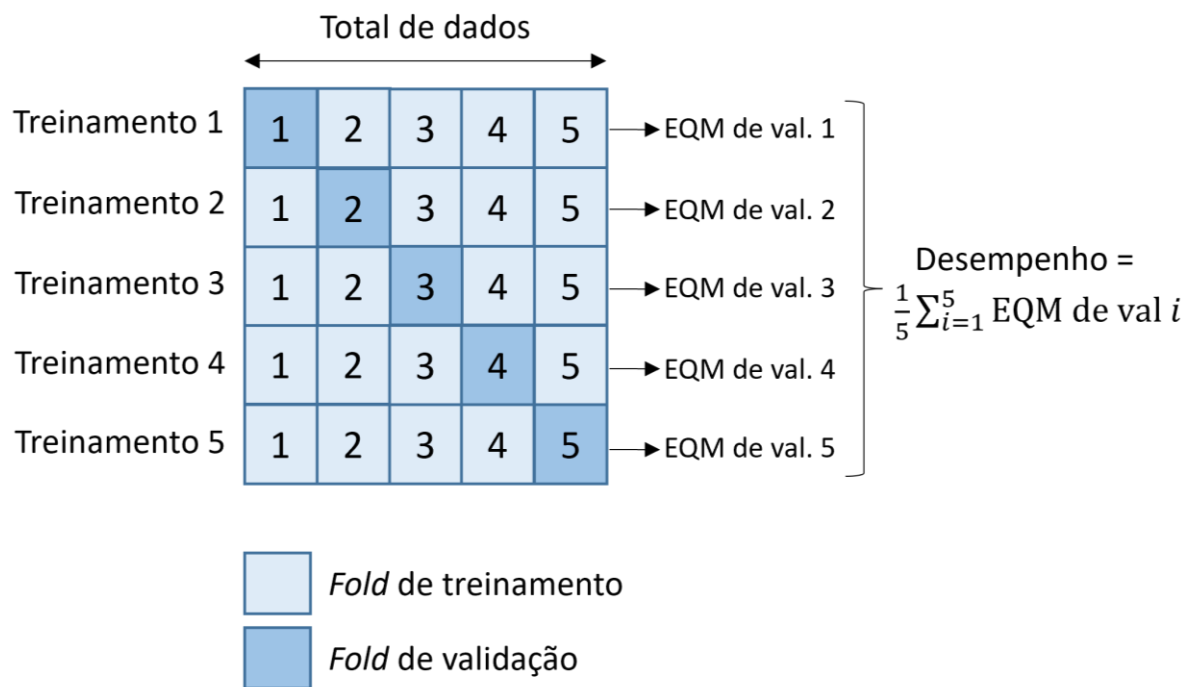 Total de dados
Treinamento 1 1 2 3 4 5 EQM de val. 1
Treinamento 2 1 2 3 4 5 EQM de val. 2
Treinamento 3 1 2 3 4 5 EQM de val. 3
Treinamento 4 1 2 3 4 5 EQM de val. 4
Treinamento 5 1 2 3 4 5 EQM de val. 5
Desempenho =
1/5 ∑_{i=1}^{5} EQM de val i
Fold de treinamento
Fold de validação